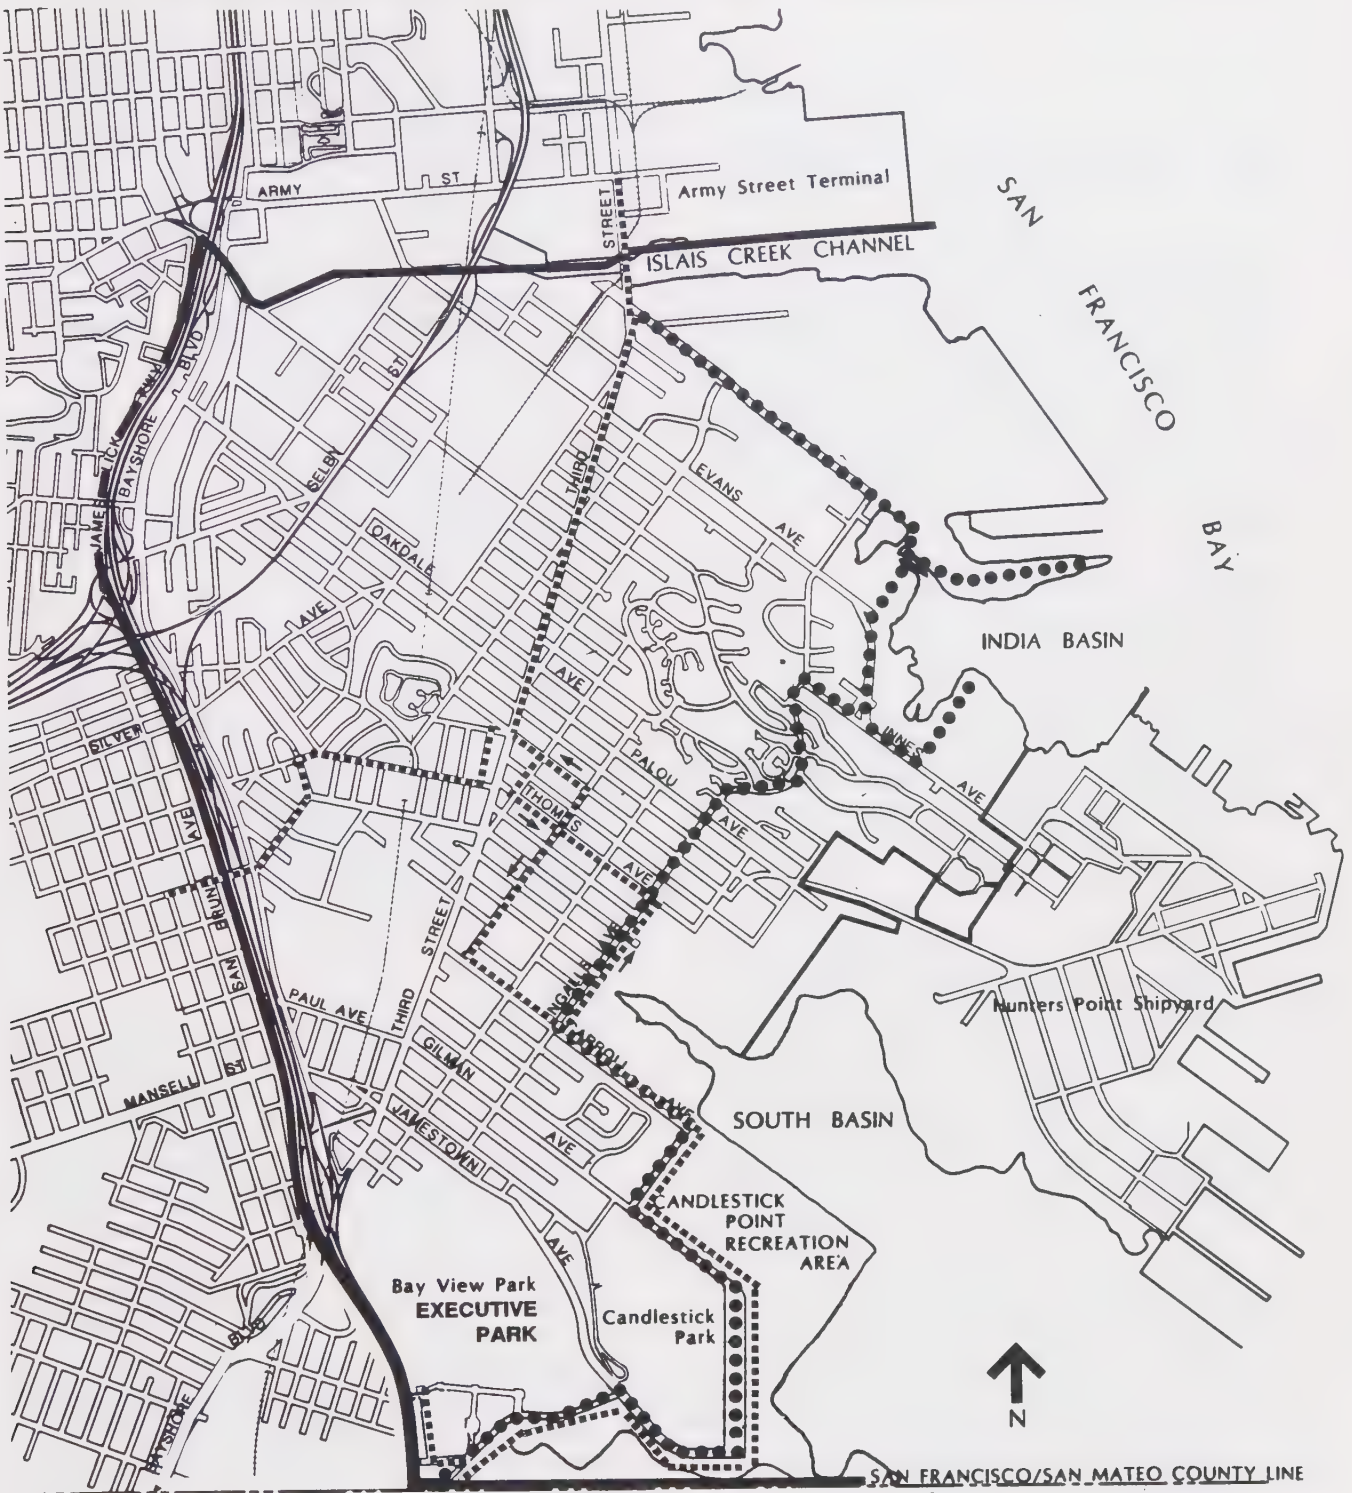 ARMY ST
Army Street Terminal
STREET
ISLAIS CREEK CHANNEL
SAN
FRANCISCO
BAY
JAMES LICK FWY
BAYSHORE BLVD
SELBY ST
THIRD
EVANS AVE
OAKDALE AVE
AVE
INDIA BASIN
SILVER AVE
PALOU AVE
INNES AVE
THOMAS AVE
SAN BRUNO
INGALLS AVE
THIRD STREET
PAUL AVE
Hunters Point Shipyard
CARROLL AVE
GILMAN AVE
MANSELL ST
JAMESTOWN AVE
SOUTH BASIN
CANDLESTICK
POINT
RECREATION
AREA
Bay View Park
EXECUTIVE
PARK
Candlestick
Park
BAYSHORE BLVD
N
SAN FRANCISCO/SAN MATEO COUNTY LINE